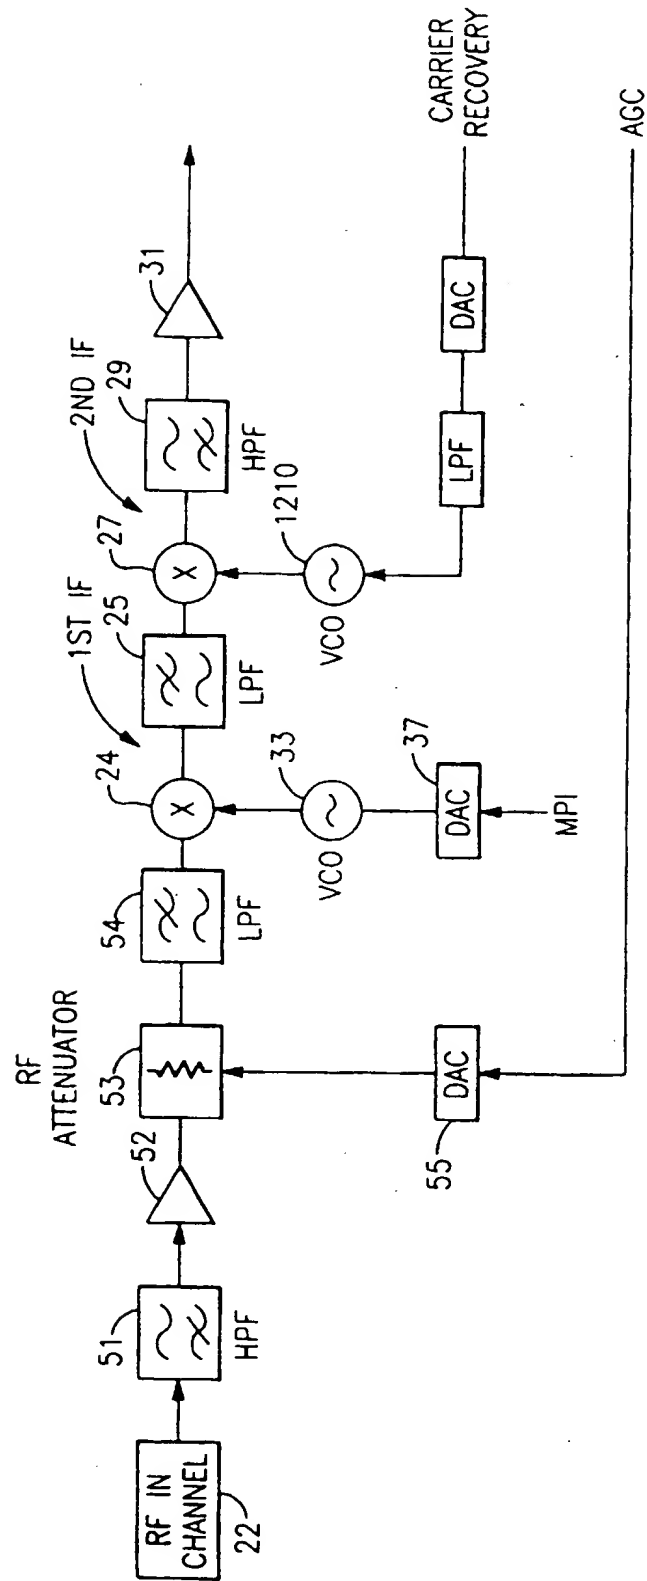 RF IN
CHANNEL
22
51
HPF
52
RF
ATTENUATOR
53
54
LPF
24
X
1ST IF
25
LPF
27
X
2ND IF
29
HPF
31
VCO
33
DAC
37
MPI
VCO
1210
LPF
DAC
CARRIER
RECOVERY
DAC
55
AGC